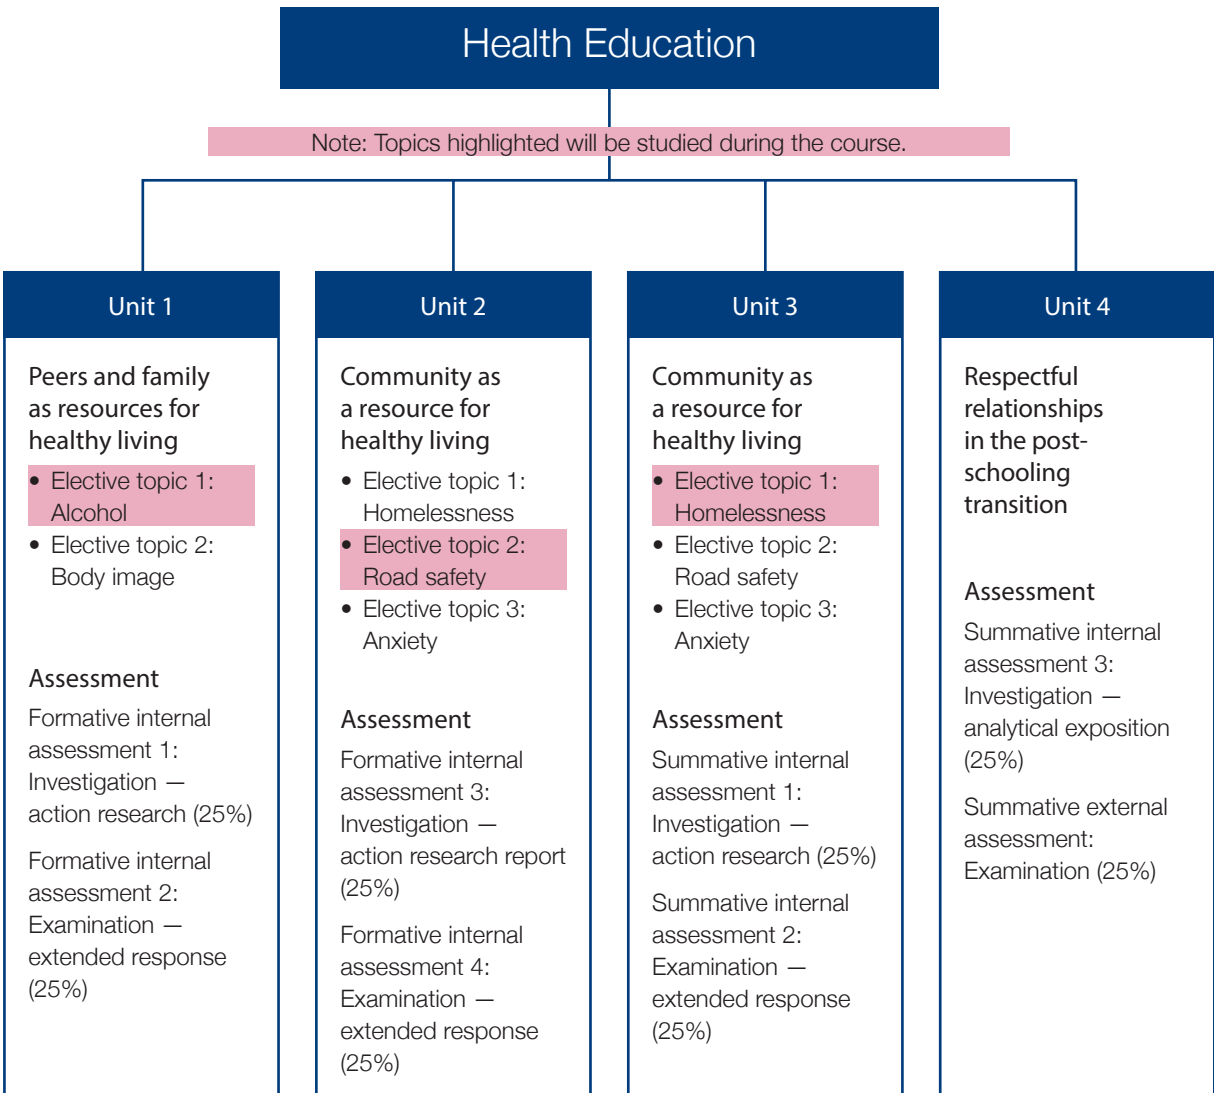 Health Education
Note: Topics highlighted will be studied during the course.
Unit 1
Peers and family
as resources for
healthy living
• Elective topic 1:
Alcohol
• Elective topic 2:
Body image
Assessment
Formative internal
assessment 1:
Investigation —
action research (25%)
Formative internal
assessment 2:
Examination —
extended response
(25%)
Unit 2
Community as
a resource for
healthy living
• Elective topic 1:
Homelessness
• Elective topic 2:
Road safety
• Elective topic 3:
Anxiety
Assessment
Formative internal
assessment 3:
Investigation —
action research report
(25%)
Formative internal
assessment 4:
Examination —
extended response
(25%)
Unit 3
Community as
a resource for
healthy living
• Elective topic 1:
Homelessness
• Elective topic 2:
Road safety
• Elective topic 3:
Anxiety
Assessment
Summative internal
assessment 1:
Investigation —
action research (25%)
Summative internal
assessment 2:
Examination —
extended response
(25%)
Unit 4
Respectful
relationships
in the post-
schooling
transition
Assessment
Summative internal
assessment 3:
Investigation —
analytical exposition
(25%)
Summative external
assessment:
Examination (25%)